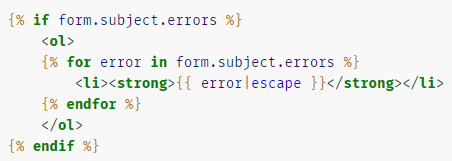 {% if form.subject.errors %}
    <ol>
    {% for error in form.subject.errors %}
        <li><strong>{{ error|escape }}</strong></li>
    {% endfor %}
    </ol>
{% endif %}